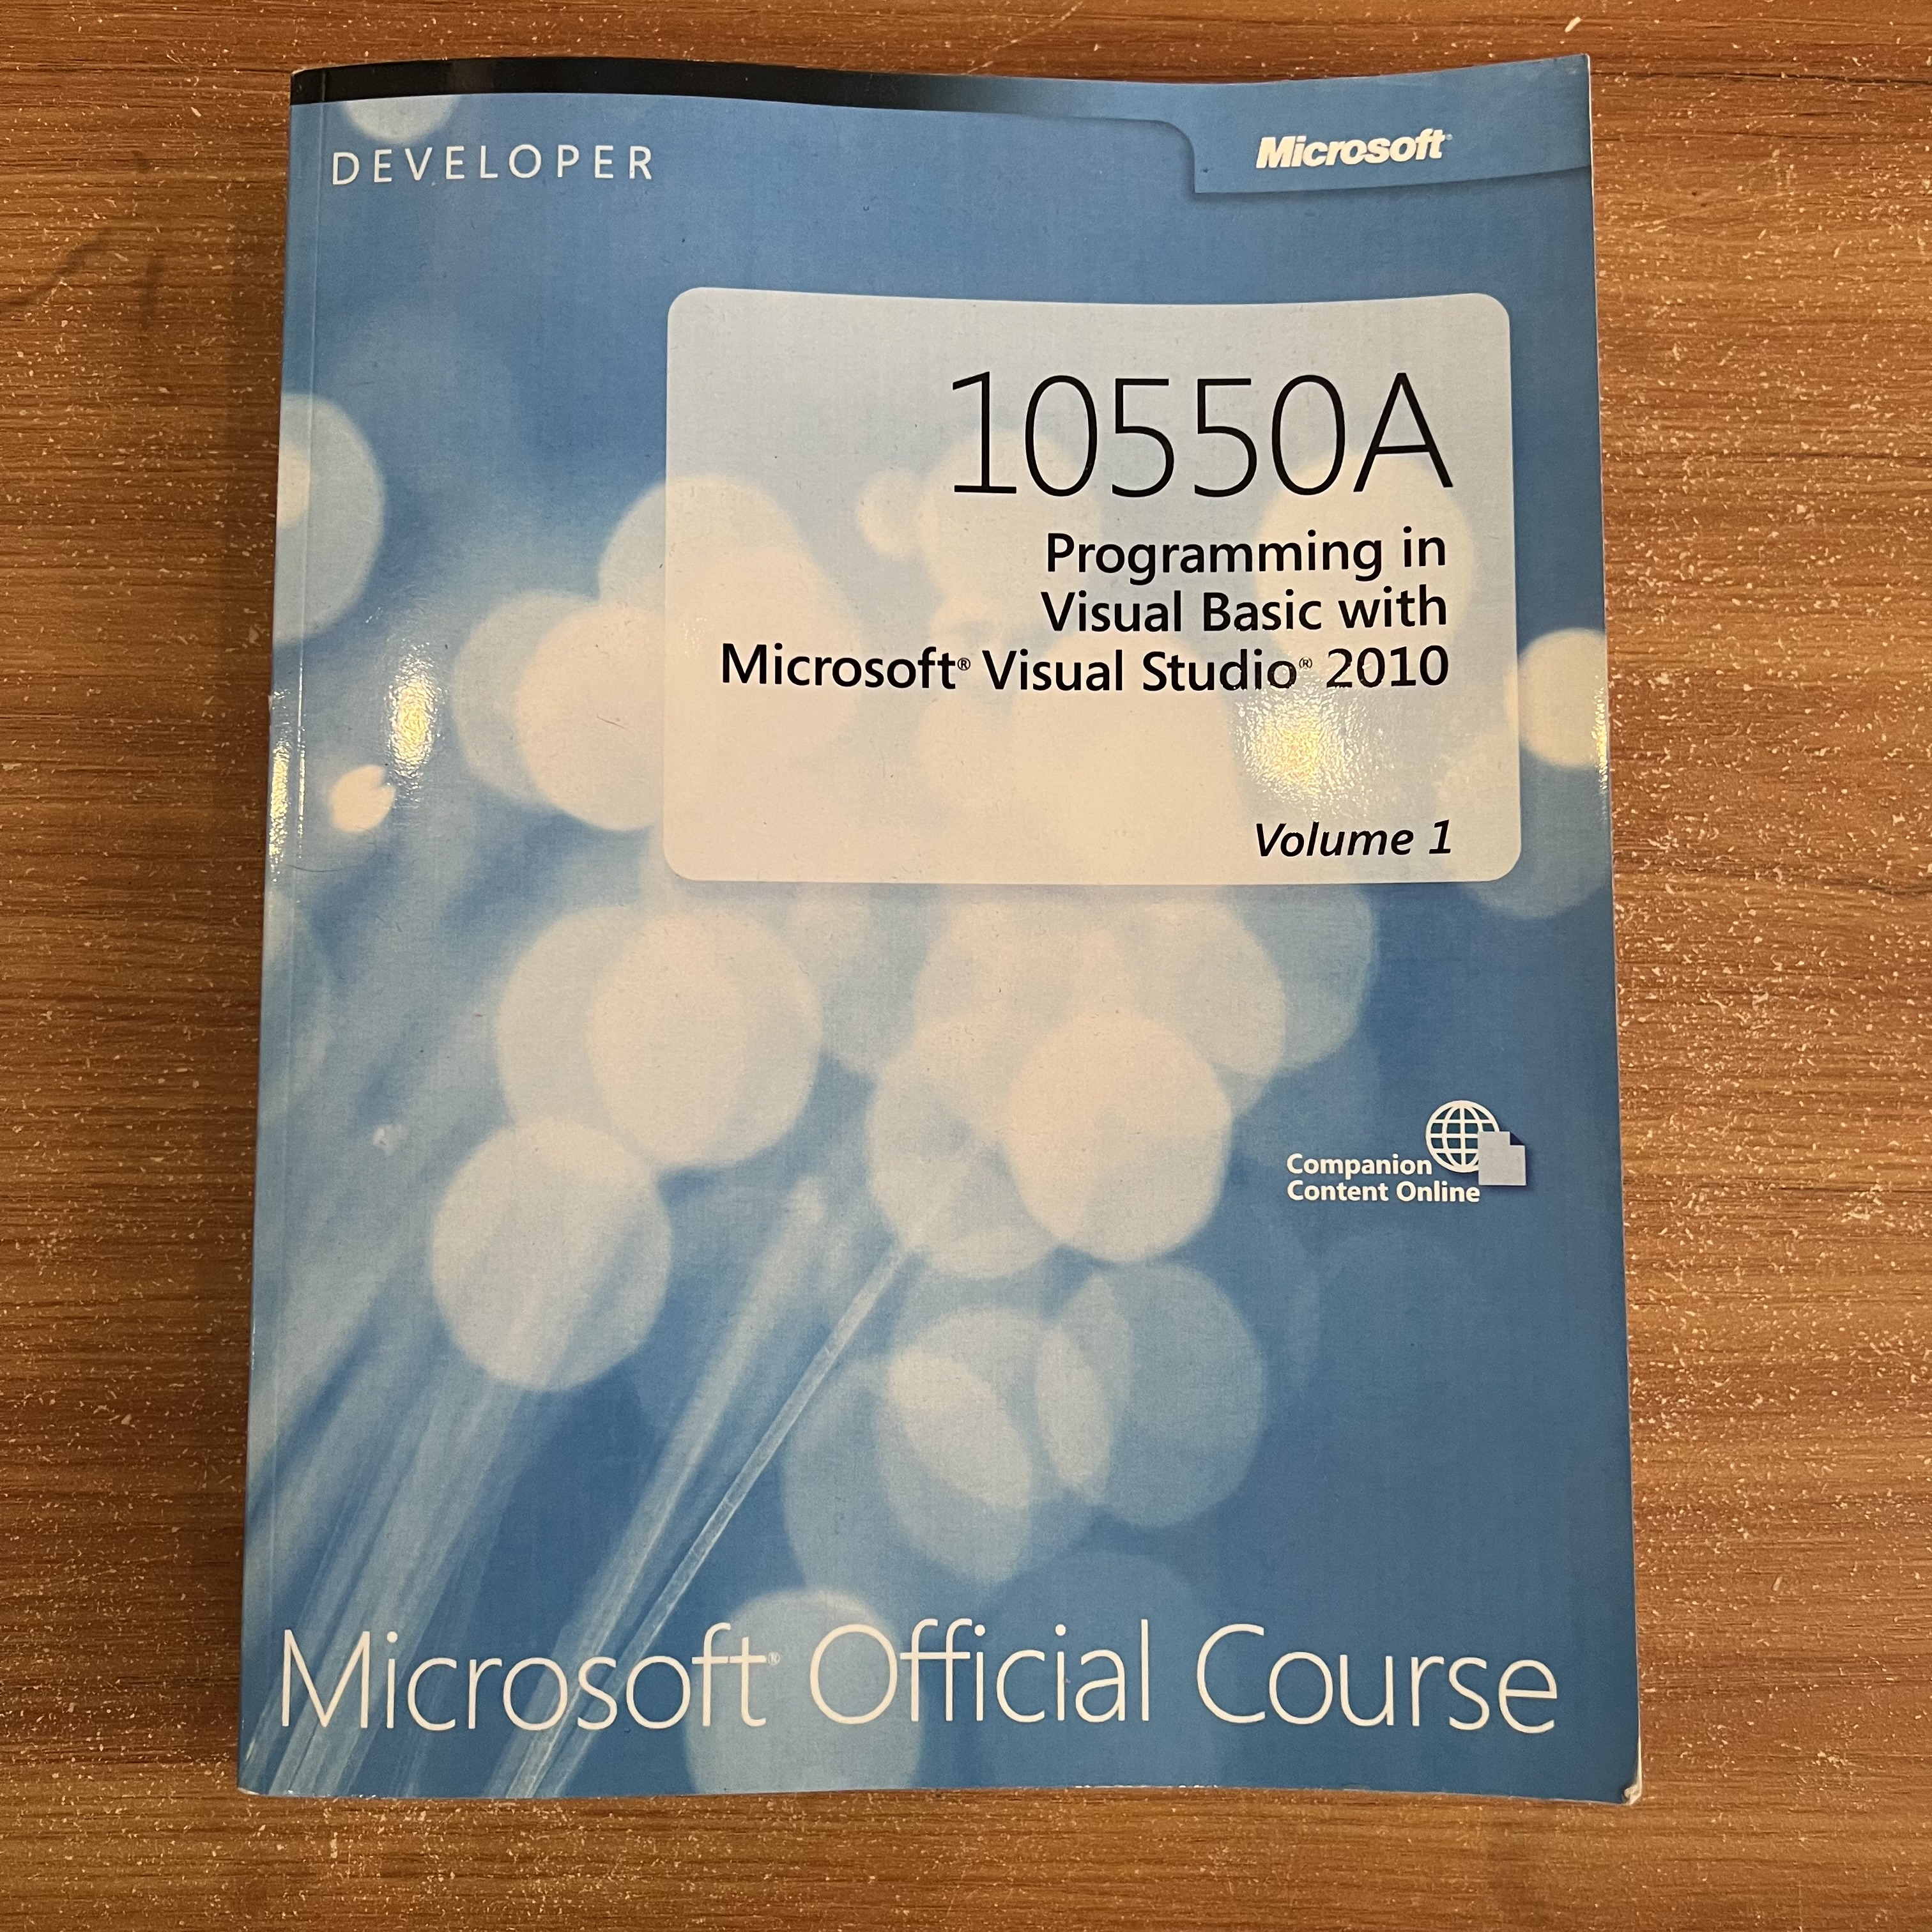 DEVELOPER
Microsoft®
10550A
Programming in
Visual Basic with
Microsoft® Visual Studio® 2010
Volume 1
Companion
Content Online
Microsoft® Official Course